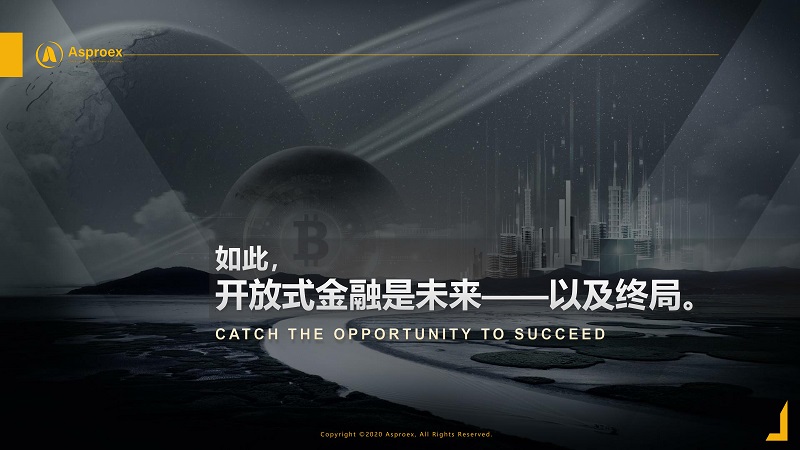 Asproex
如此，
开放式金融是未来——以及终局。
CATCH THE OPPORTUNITY TO SUCCEED
Copyright ©2020 Asproex, All Rights Reserved.